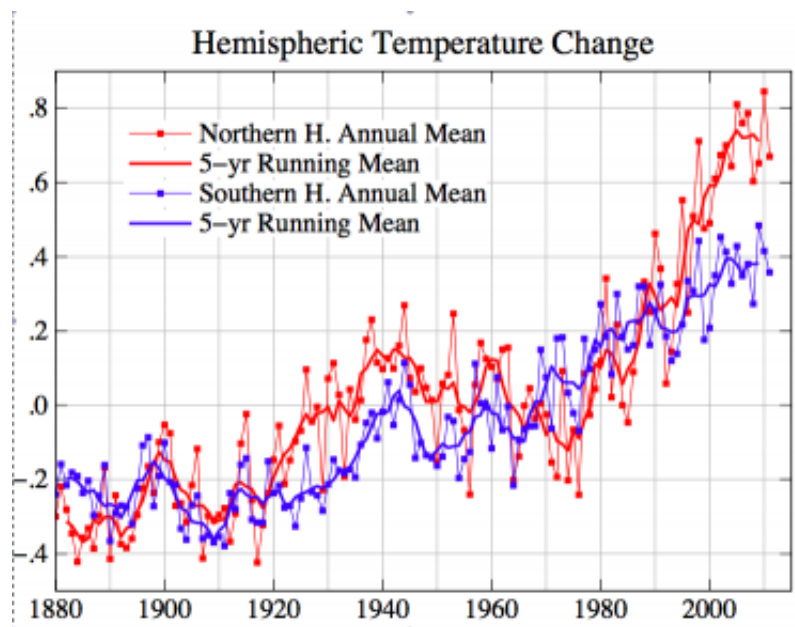 Hemispheric Temperature Change
.8
.6
.4
.2
.0
-.2
-.4
Northern H. Annual Mean
5-yr Running Mean
Southern H. Annual Mean
5-yr Running Mean
1880 1900 1920 1940 1960 1980 2000